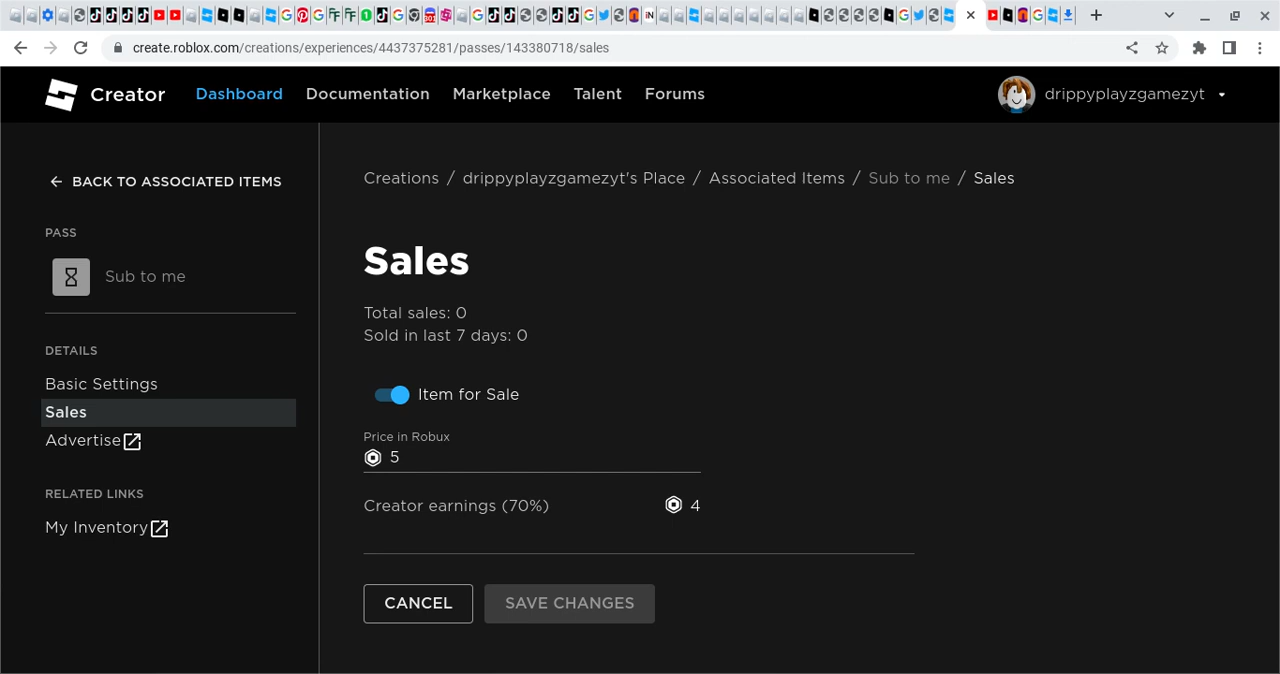 create.roblox.com/creations/experiences/4437375281/passes/143380718/sales
Creator Dashboard Documentation Marketplace Talent Forums drippyplayzgamezyt
BACK TO ASSOCIATED ITEMS
PASS
Sub to me
DETAILS
Basic Settings
Sales
Advertise
RELATED LINKS
My Inventory
Creations / drippyplayzgamezyt's Place / Associated Items / Sub to me / Sales
Sales
Total sales: 0
Sold in last 7 days: 0
Item for Sale
Price in Robux
5
Creator earnings (70%) 4
CANCEL SAVE CHANGES